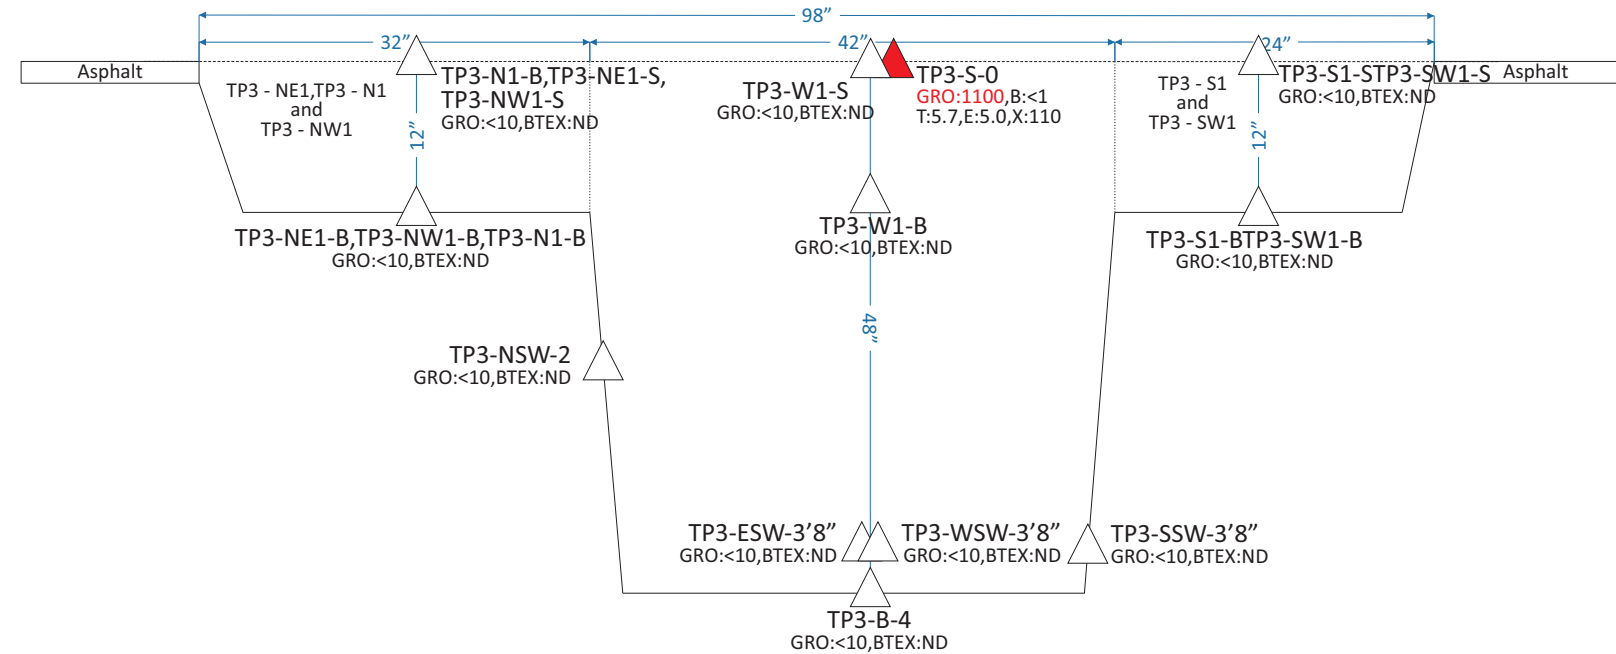 98”
32”
42”
24”
Asphalt
TP3 - NE1,TP3 - N1
and
TP3 - NW1
TP3-N1-B,TP3-NE1-S,
TP3-NW1-S
GRO:<10,BTEX:ND
12”
TP3-W1-S
GRO:<10,BTEX:ND
TP3-S-0
GRO:1100,B:<1
T:5.7,E:5.0,X:110
TP3 - S1
and
TP3 - SW1
TP3-S1-STP3-SW1-S
GRO:<10,BTEX:ND
12”
Asphalt
TP3-NE1-B,TP3-NW1-B,TP3-N1-B
GRO:<10,BTEX:ND
TP3-W1-B
GRO:<10,BTEX:ND
TP3-S1-BTP3-SW1-B
GRO:<10,BTEX:ND
48”
TP3-NSW-2
GRO:<10,BTEX:ND
TP3-ESW-3’8”
GRO:<10,BTEX:ND
TP3-WSW-3’8”
GRO:<10,BTEX:ND
TP3-SSW-3’8”
GRO:<10,BTEX:ND
TP3-B-4
GRO:<10,BTEX:ND